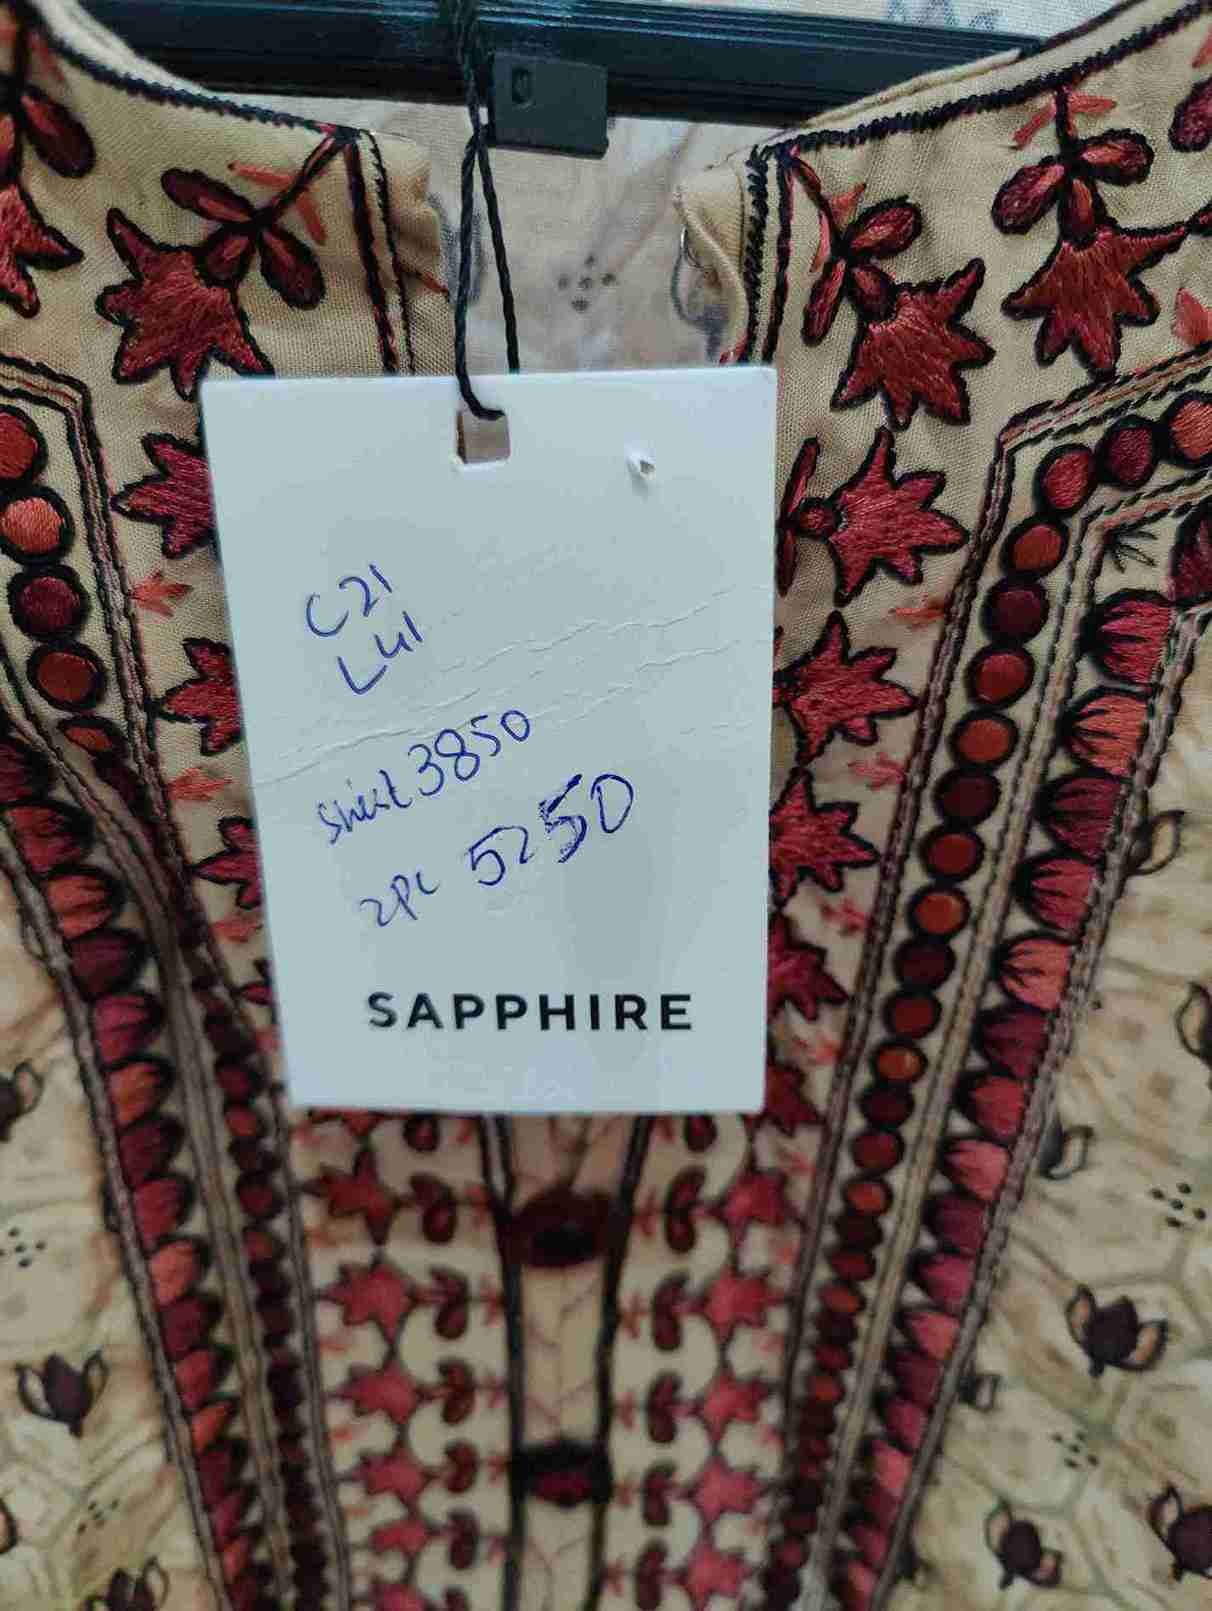 C21
L41
shirt 3850
2pc 5250
SAPPHIRE